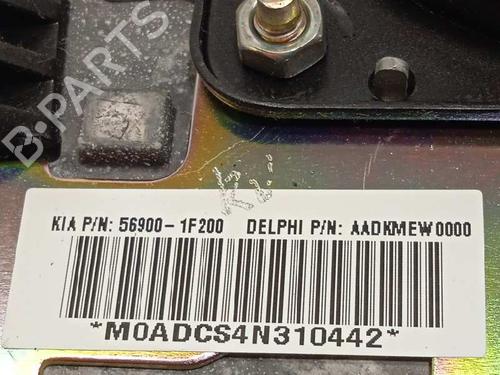 B-PARTS
KIA P/N: 56900-1F200 DELPHI P/N: AADKMEW0000
*M0ADCS4N310442*